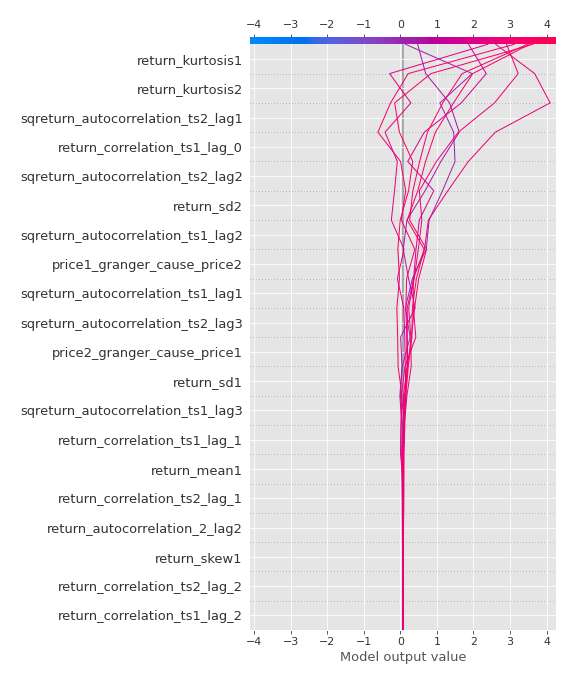 −4 −3 −2 −1 0 1 2 3 4
return_kurtosis1
return_kurtosis2
sqreturn_autocorrelation_ts2_lag1
return_correlation_ts1_lag_0
sqreturn_autocorrelation_ts2_lag2
return_sd2
sqreturn_autocorrelation_ts1_lag2
price1_granger_cause_price2
sqreturn_autocorrelation_ts1_lag1
sqreturn_autocorrelation_ts2_lag3
price2_granger_cause_price1
return_sd1
sqreturn_autocorrelation_ts1_lag3
return_correlation_ts1_lag_1
return_mean1
return_correlation_ts2_lag_1
return_autocorrelation_2_lag2
return_skew1
return_correlation_ts2_lag_2
return_correlation_ts1_lag_2
−4 −3 −2 −1 0 1 2 3 4
Model output value